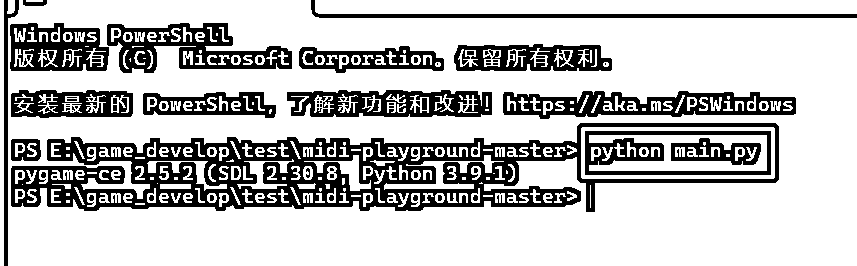 Windows PowerShell
版权所有 (C)  Microsoft Corporation。保留所有权利。
安装最新的 PowerShell，了解新功能和改进！https://aka.ms/PSWindows
PS E:\game_develop\test\midi-playground-master> python main.py
pygame-ce 2.5.2 (SDL 2.30.8, Python 3.9.1)
PS E:\game_develop\test\midi-playground-master>